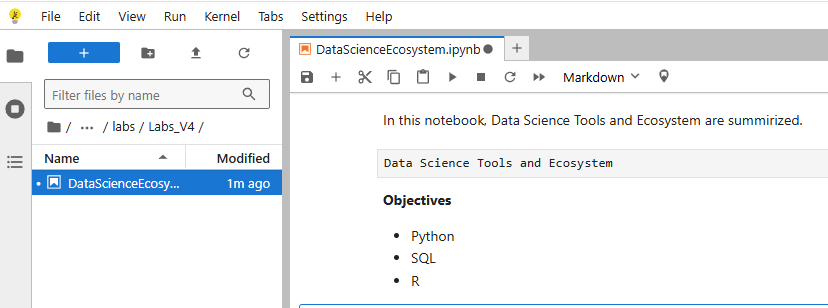 File Edit View Run Kernel Tabs Settings Help
+
DataScienceEcosystem.ipynb
+
Markdown
Filter files by name
/ ... / labs / Labs_V4 /
Name Modified
DataScienceEcosy... 1m ago
In this notebook, Data Science Tools and Ecosystem are summirized.
Data Science Tools and Ecosystem
Objectives
• Python
• SQL
• R